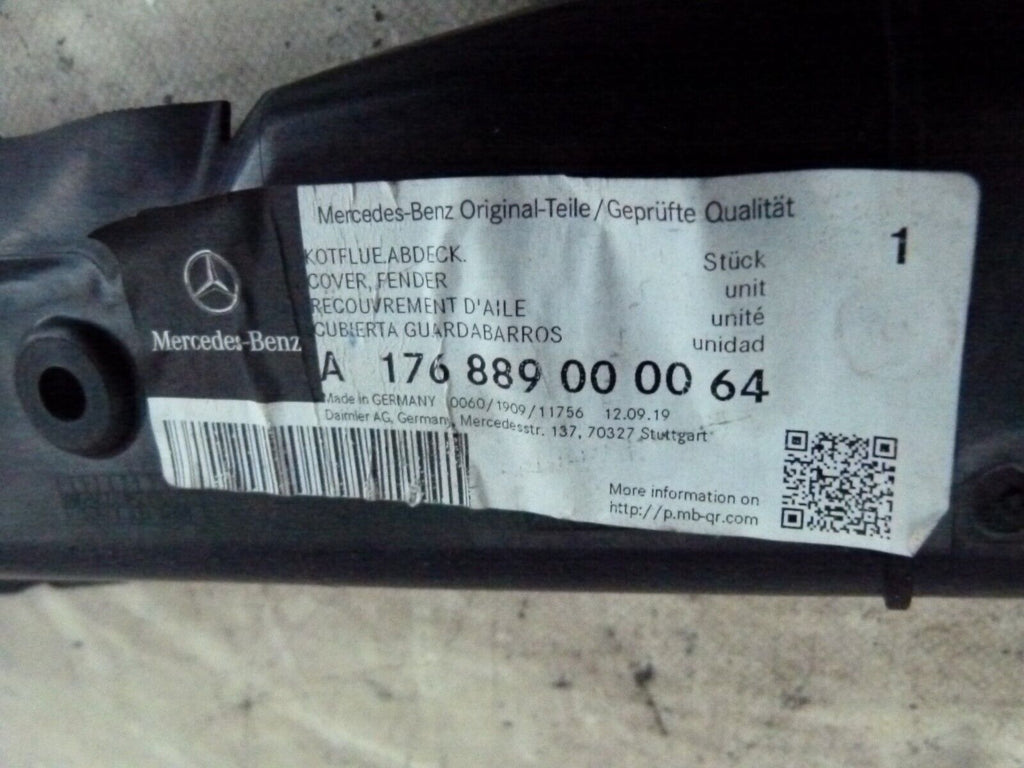 Mercedes-Benz Original-Teile/Geprüfte Qualität
KOTFLUE.ABDECK.
COVER, FENDER
RECOUVREMENT D'AILE
CUBIERTA GUARDABARROS
Stück
unit
unité
unidad
1
Mercedes-Benz
A 176 889 00 00 64
Made in GERMANY 0060/1909/11756 12.09.19
Daimler AG, Germany, Mercedesstr. 137, 70327 Stuttgart
More information on
http://p.mb-qr.com